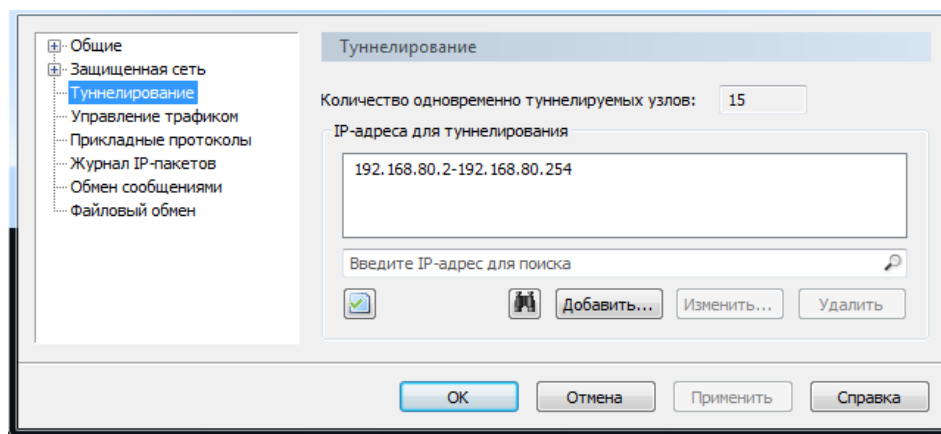 Общие
Защищенная сеть
Туннелирование
Управление трафиком
Прикладные протоколы
Журнал IP-пакетов
Обмен сообщениями
Файловый обмен
Туннелирование
Количество одновременно туннелируемых узлов: 15
IP-адреса для туннелирования
192.168.80.2-192.168.80.254
Введите IP-адрес для поиска
Добавить... Изменить... Удалить
OK Отмена Применить Справка